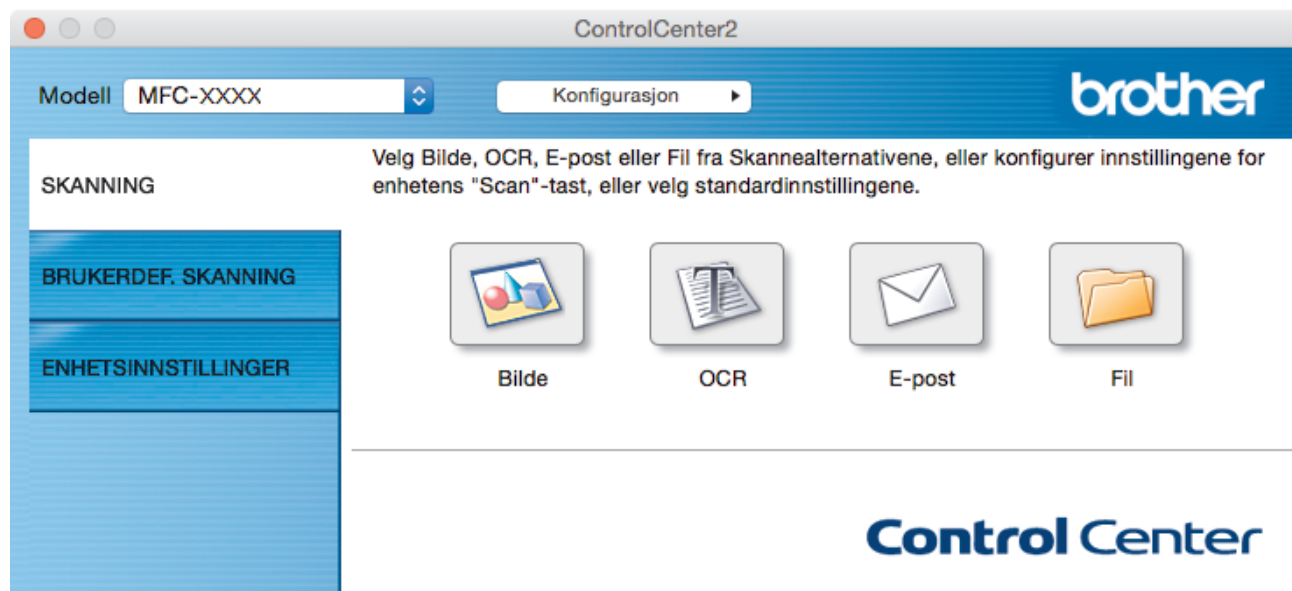 ControlCenter2
Modell MFC-XXXX Konfigurasjon brother
SKANNING
Velg Bilde, OCR, E-post eller Fil fra Skannealternativene, eller konfigurer innstillingene for
enhetens "Scan"-tast, eller velg standardinnstillingene.
BRUKERDEF. SKANNING
ENHETSINNSTILLINGER
Bilde OCR E-post Fil
Control Center